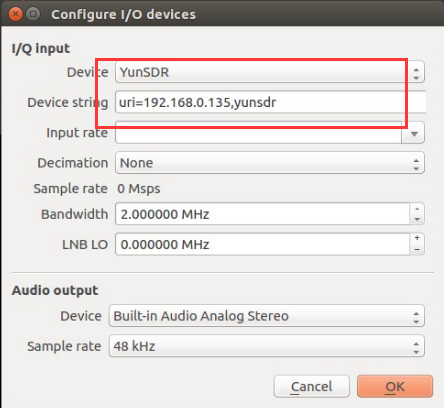 Configure I/O devices
I/Q input
Device YunSDR
Device string uri=192.168.0.135,yunsdr
Input rate
Decimation None
Sample rate 0 Msps
Bandwidth 2.000000 MHz
LNB LO 0.000000 MHz
Audio output
Device Built-in Audio Analog Stereo
Sample rate 48 kHz
Cancel OK